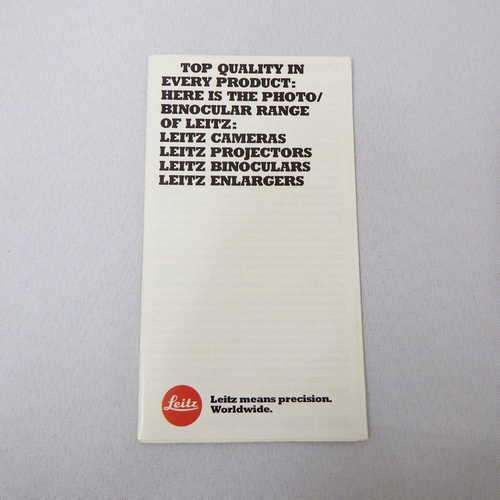 TOP QUALITY IN
EVERY PRODUCT:
HERE IS THE PHOTO/
BINOCULAR RANGE
OF LEITZ:
LEITZ CAMERAS
LEITZ PROJECTORS
LEITZ BINOCULARS
LEITZ ENLARGERS
Leitz
Leitz means precision.
Worldwide.